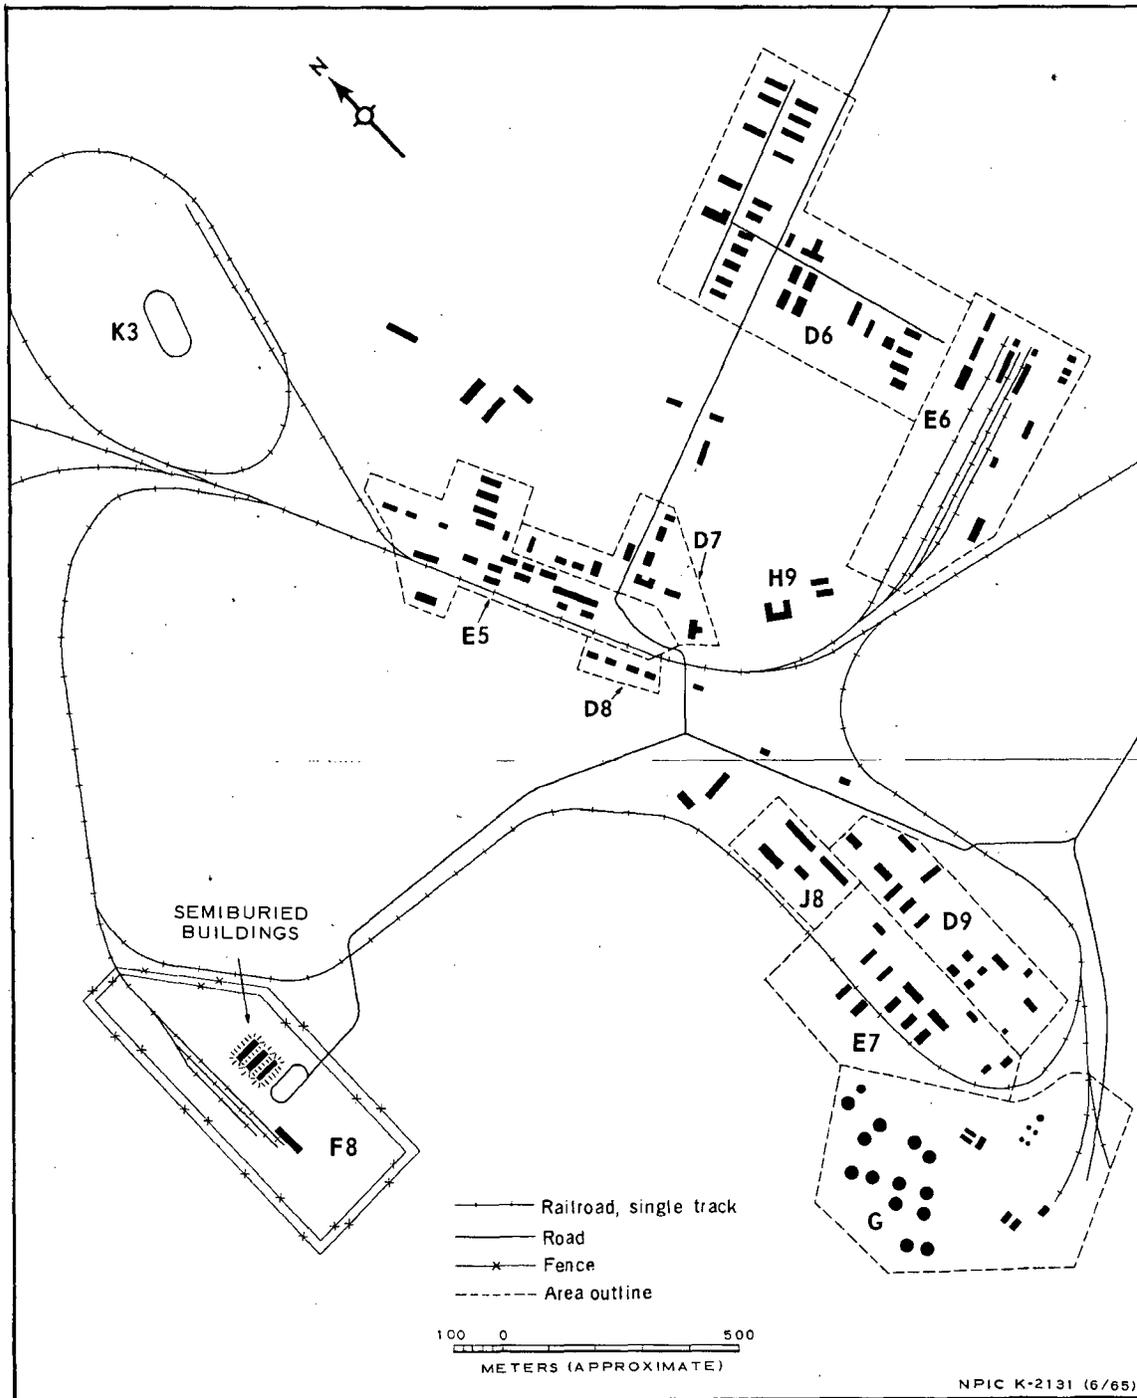 N
K3
D6
E6
D7
H9
E5
D8
J8
SEMIBURIED
BUILDINGS
D9
E7
F8
G
Railroad, single track
Road
Fence
Area outline
100 0 500
METERS (APPROXIMATE)
NPIC K-2131 (6/65)